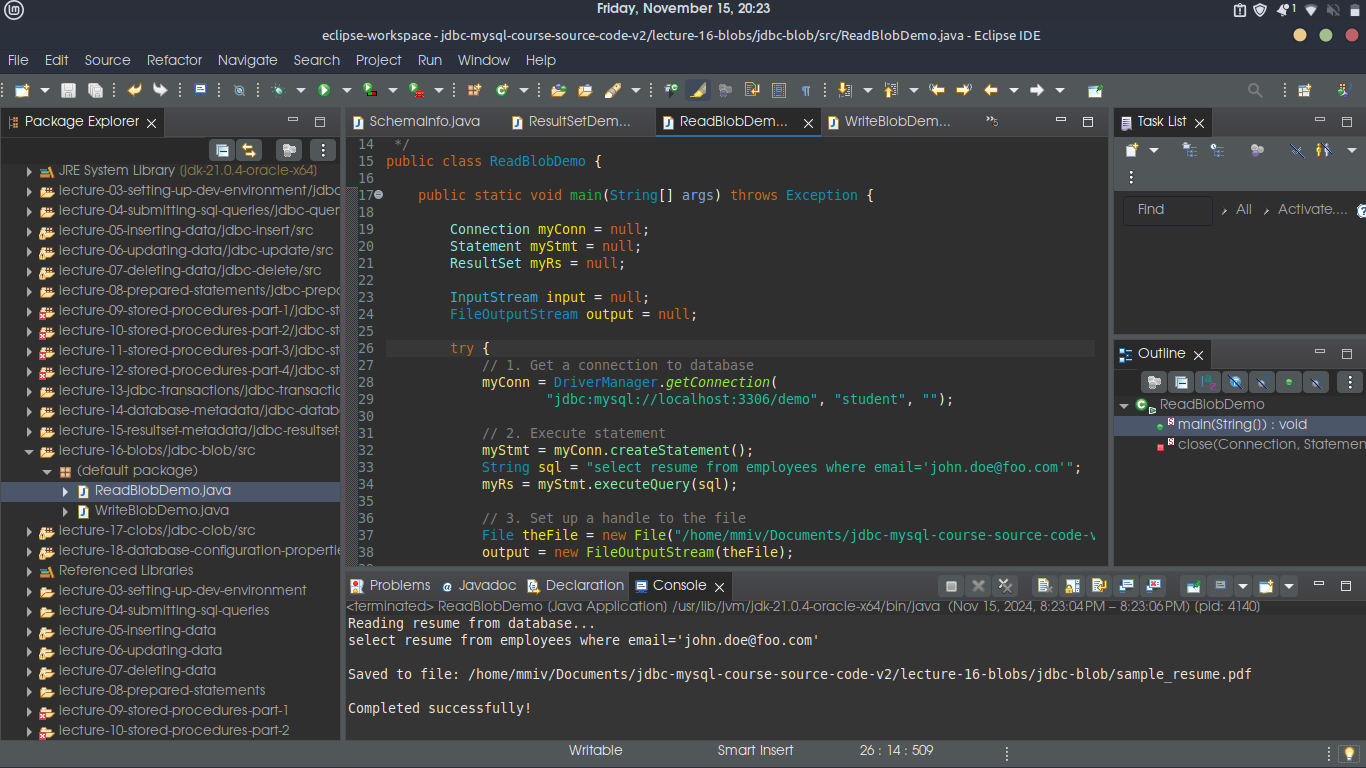 Friday, November 15, 20:23
1
eclipse-workspace - jdbc-mysql-course-source-code-v2/lecture-16-blobs/jdbc-blob/src/ReadBlobDemo.java - Eclipse IDE
File Edit Source Refactor Navigate Search Project Run Window Help
Package Explorer
JRE System Library [jdk-21.0.4-oracle-x64]
lecture-03-setting-up-dev-environment/jdbc
lecture-04-submitting-sql-queries/jdbc-quer
lecture-05-inserting-data/jdbc-insert/src
lecture-06-updating-data/jdbc-update/src
lecture-07-deleting-data/jdbc-delete/src
lecture-08-prepared-statements/jdbc-prepa
lecture-09-stored-procedures-part-1/jdbc-st
lecture-10-stored-procedures-part-2/jdbc-st
lecture-11-stored-procedures-part-3/jdbc-st
lecture-12-stored-procedures-part-4/jdbc-st
lecture-13-jdbc-transactions/jdbc-transactio
lecture-14-database-metadata/jdbc-datab
lecture-15-resultset-metadata/jdbc-resultset-
lecture-16-blobs/jdbc-blob/src
(default package)
ReadBlobDemo.java
WriteBlobDemo.java
lecture-17-clobs/jdbc-clob/src
lecture-18-database-configuration-propertie
Referenced Libraries
lecture-03-setting-up-dev-environment
lecture-04-submitting-sql-queries
lecture-05-inserting-data
lecture-06-updating-data
lecture-07-deleting-data
lecture-08-prepared-statements
lecture-09-stored-procedures-part-1
lecture-10-stored-procedures-part-2
SchemaInfo.java ResultSetDem... ReadBlobDem... WriteBlobDem... »5
14 */
15 public class ReadBlobDemo {
16
17 public static void main(String[] args) throws Exception {
18
19 Connection myConn = null;
20 Statement myStmt = null;
21 ResultSet myRs = null;
22
23 InputStream input = null;
24 FileOutputStream output = null;
25
26 try {
27 // 1. Get a connection to database
28 myConn = DriverManager.getConnection(
29 "jdbc:mysql://localhost:3306/demo", "student", "");
30
31 // 2. Execute statement
32 myStmt = myConn.createStatement();
33 String sql = "select resume from employees where email='john.doe@foo.com'";
34 myRs = myStmt.executeQuery(sql);
35
36 // 3. Set up a handle to the file
37 File theFile = new File("/home/mmiv/Documents/jdbc-mysql-course-source-code-v
38 output = new FileOutputStream(theFile);
Task List
Find All Activate....
Outline
ReadBlobDemo
main(String[]) : void
close(Connection, Statemen
Problems Javadoc Declaration Console
<terminated> ReadBlobDemo [Java Application] /usr/lib/jvm/jdk-21.0.4-oracle-x64/bin/java (Nov 15, 2024, 8:23:04 PM – 8:23:06 PM) [pid: 4140]
Reading resume from database...
select resume from employees where email='john.doe@foo.com'
Saved to file: /home/mmiv/Documents/jdbc-mysql-course-source-code-v2/lecture-16-blobs/jdbc-blob/sample_resume.pdf
Completed successfully!
Writable Smart Insert 26 : 14 : 509